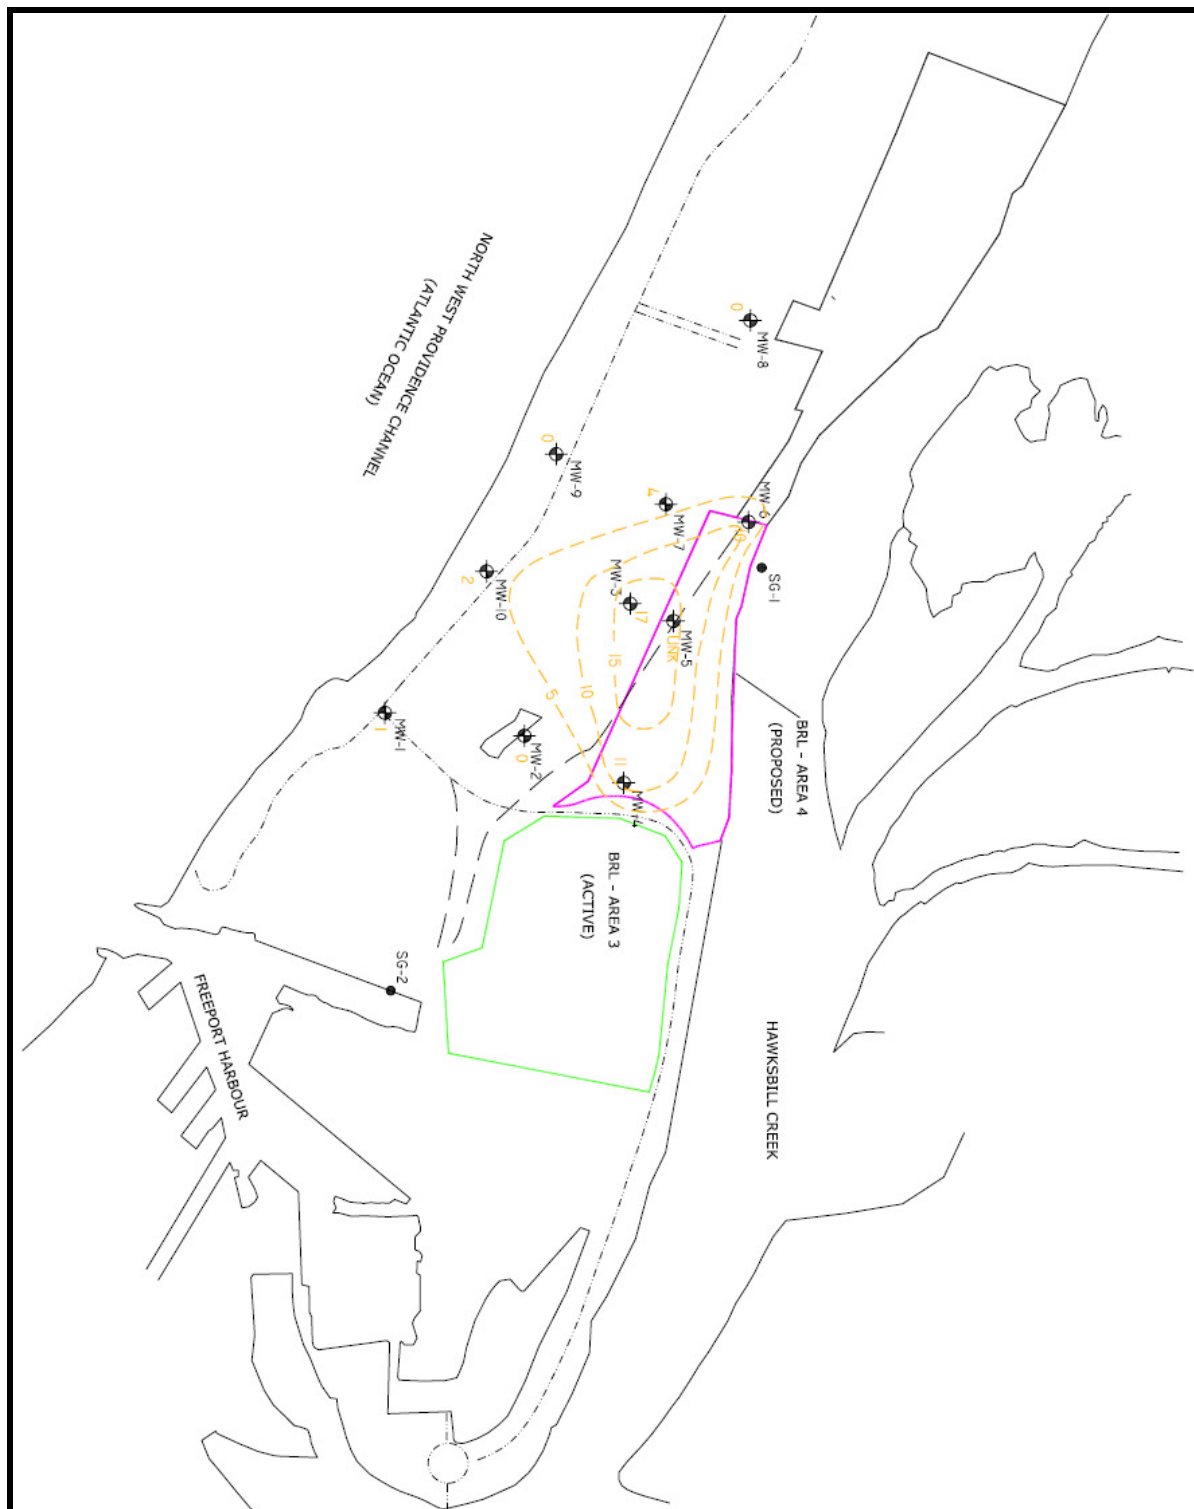 NORTH WEST PROVIDENCE CHANNEL
(ATLANTIC OCEAN)
MW-8
0
MW-9
0
MW-7
4
MW-6
SG-1
MW-10
2
MW-3
17
MW-5
UNK
15
10
5
MW-1
1
MW-2
0
MW-4
11
BRL - AREA 4
(PROPOSED)
BRL - AREA 3
(ACTIVE)
SG-2
FREEPORT HARBOUR
HAWKSBILL CREEK